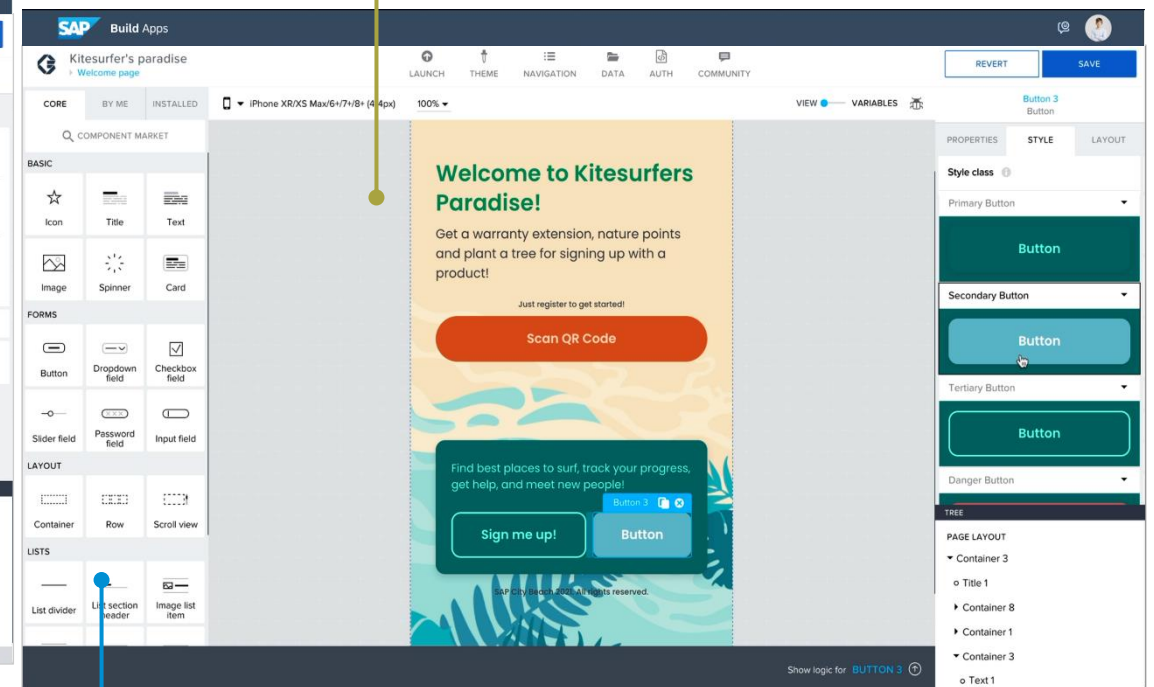 SAP Build Apps
Kitesurfer's paradise
Welcome page
LAUNCH THEME NAVIGATION DATA AUTH COMMUNITY
REVERT SAVE
CORE BY ME INSTALLED
iPhone XR/XS Max/6+/7+/8+ 100%
VIEW VARIABLES
Button 3
Button
COMPONENT MARKET
PROPERTIES STYLE LAYOUT
BASIC
Icon Title Text
Image Spinner Card
FORMS
Button Dropdown field Checkbox field
Slider field Password field Input field
LAYOUT
Container Row Scroll view
LISTS
List divider List section header Image list item
Welcome to Kitesurfers
Paradise!
Get a warranty extension, nature points
and plant a tree for signing up with a
product!
Just register to get started!
Scan QR Code
Find best places to surf, track your progress,
get help, and meet new people!
Button 3
Sign me up! Button
SAP City Beach 2021. All rights reserved.
Style class
Primary Button
Button
Secondary Button
Button
Tertiary Button
Button
Danger Button
TREE
PAGE LAYOUT
Container 3
Title 1
Container 8
Container 1
Container 3
Text 1
Show logic for BUTTON 3